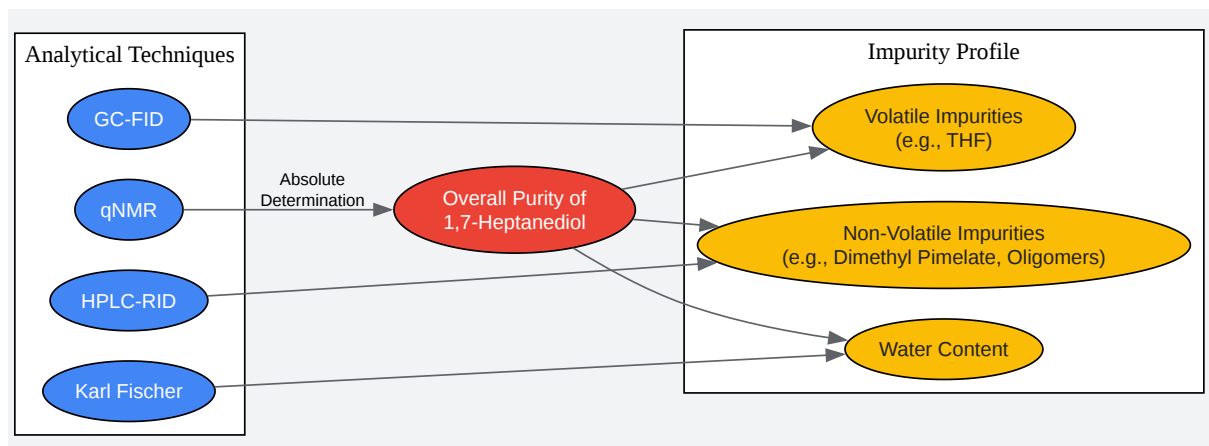 Analytical Techniques
GC-FID
qNMR
HPLC-RID
Karl Fischer
Absolute
Determination
Overall Purity of
1,7-Heptanediol
Impurity Profile
Volatile Impurities
(e.g., THF)
Non-Volatile Impurities
(e.g., Dimethyl Pimelate, Oligomers)
Water Content